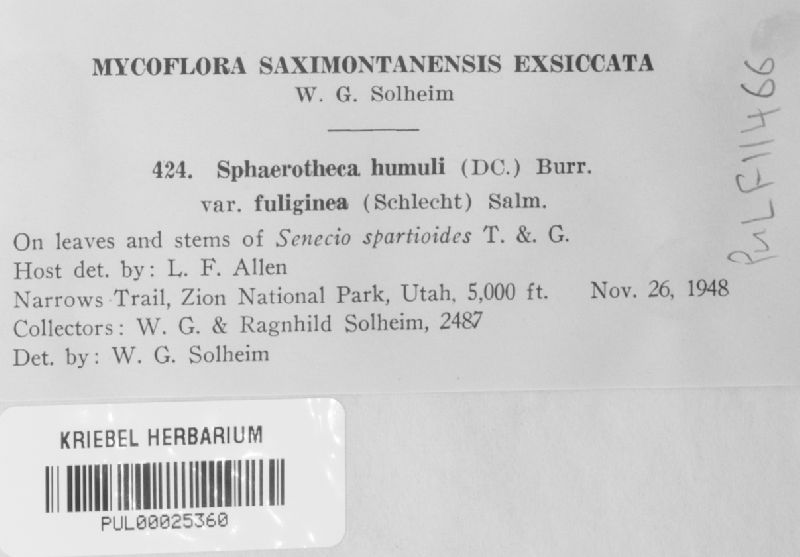 MYCOFLORA SAXIMONTANENSIS EXSICCATA
W. G. Solheim
424. Sphaerotheca humuli (DC.) Burr.
var. fuliginea (Schlecht) Salm.
On leaves and stems of Senecio spartioides T. &. G.
Host det. by: L. F. Allen
Narrows Trail, Zion National Park, Utah, 5,000 ft. Nov. 26, 1948
Collectors: W. G. & Ragnhild Solheim, 2487
Det. by: W. G. Solheim
PuLF11466
KRIEBEL HERBARIUM
PUL00025360